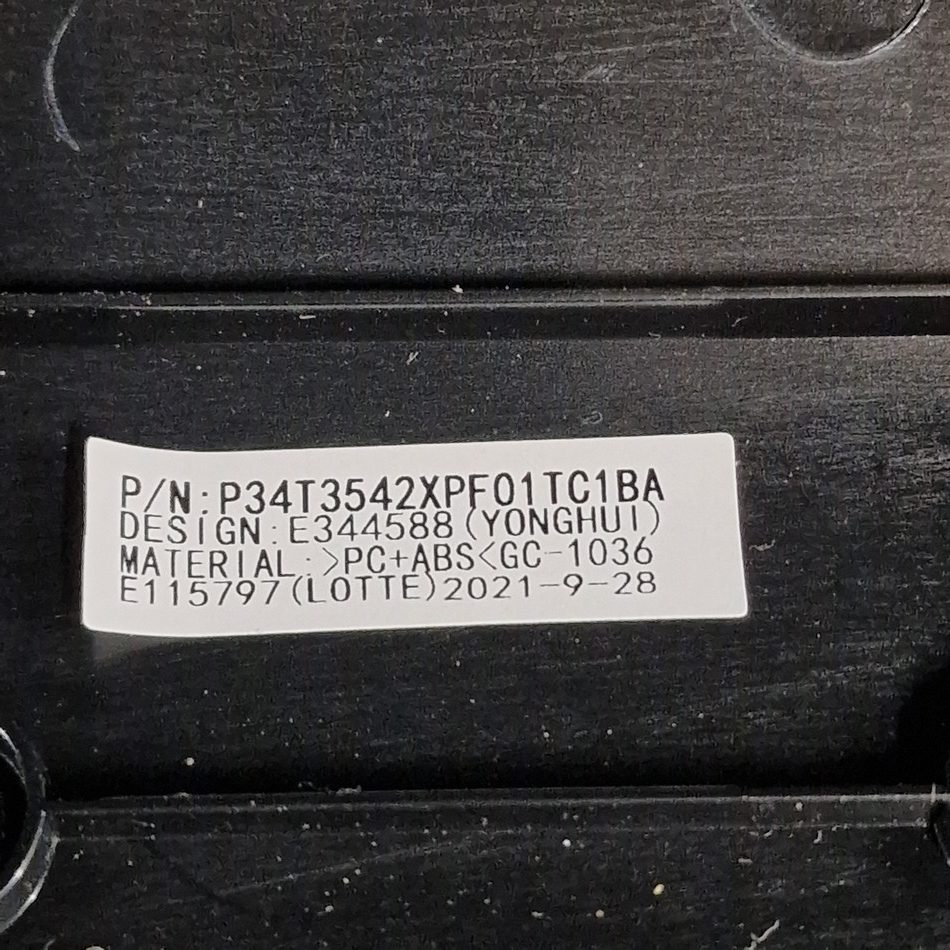 P/N:P34T3542XPF01TC1BA
DESIGN:E344588(YONGHUI)
MATERIAL:>PC+ABS<GC-1036
E115797(LOTTE)2021-9-28